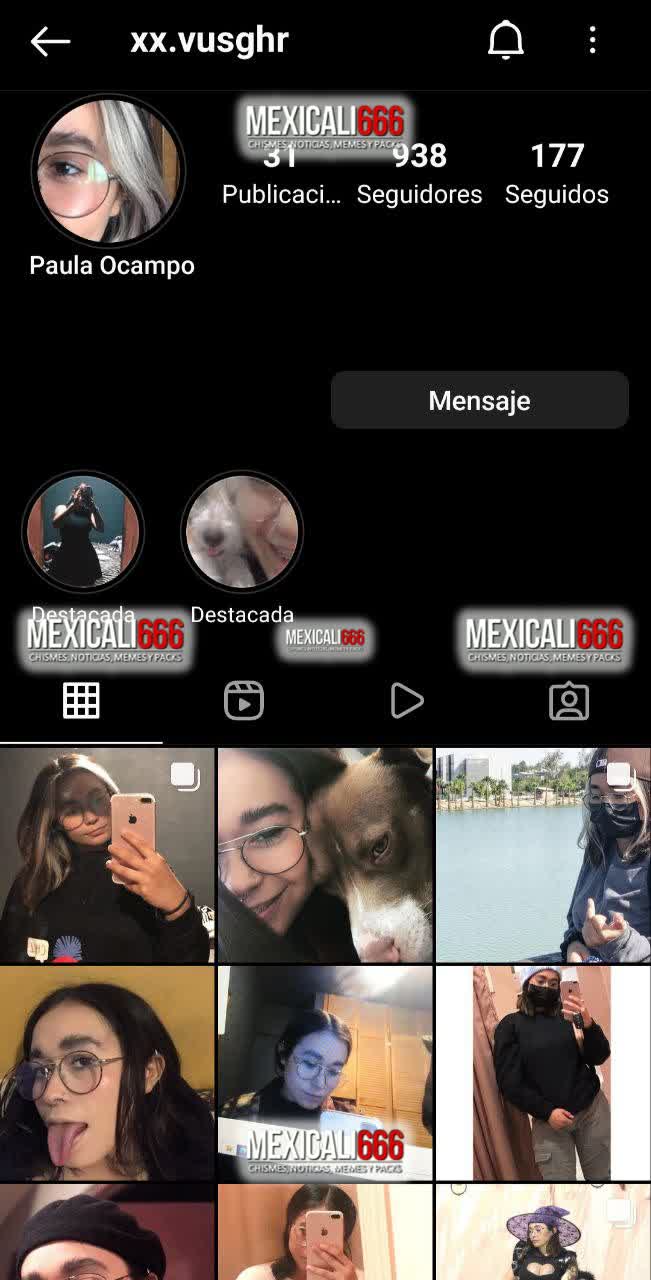 xx.vusghr
MEXICALI666
CHISMES, NOTICIAS, MEMES Y PACKS
31 938 177
Publicaci... Seguidores Seguidos
Paula Ocampo
Mensaje
Destacada Destacada
MEXICALI666 MEXICALI666 MEXICALI666
CHISMES, NOTICIAS, MEMES Y PACKS CHISMES, NOTICIAS, MEMES Y PACKS CHISMES, NOTICIAS, MEMES Y PACKS
MEXICALI666
CHISMES, NOTICIAS, MEMES Y PACKS